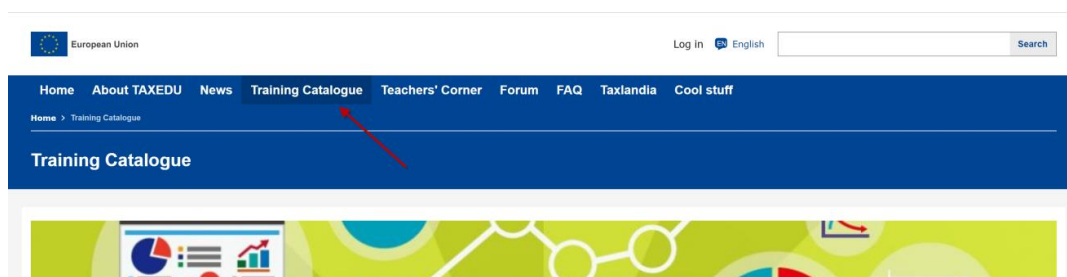 European Union
Log in EN English Search
Home About TAXEDU News Training Catalogue Teachers' Corner Forum FAQ Taxlandia Cool stuff
Home > Training Catalogue
Training Catalogue